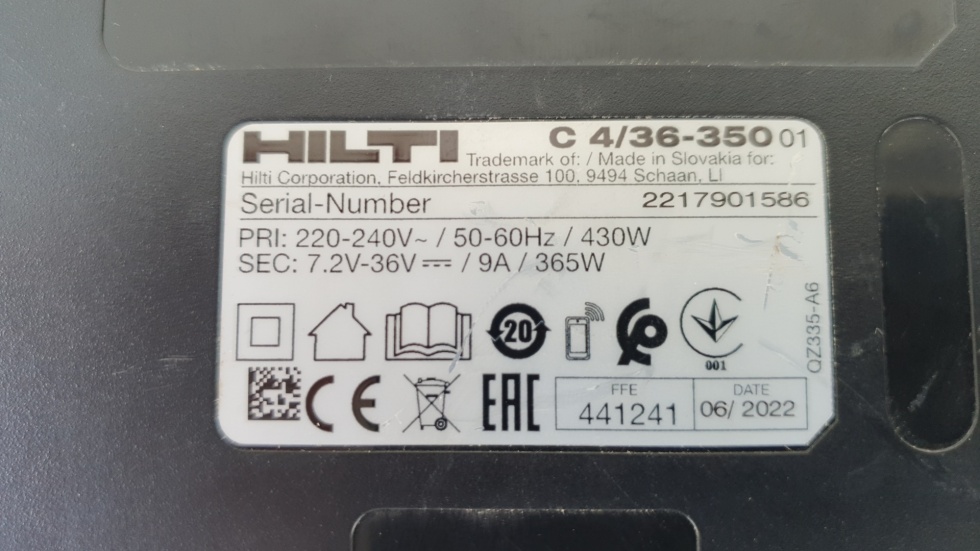 HILTI C 4/36-350 01
Trademark of: / Made in Slovakia for:
Hilti Corporation, Feldkircherstrasse 100, 9494 Schaan, LI
Serial-Number 2217901586
PRI: 220-240V~ / 50-60Hz / 430W
SEC: 7.2V-36V⎓ / 9A / 365W
20
001
QZ335-A6
CE
EAC
FFE
441241
DATE
06/ 2022